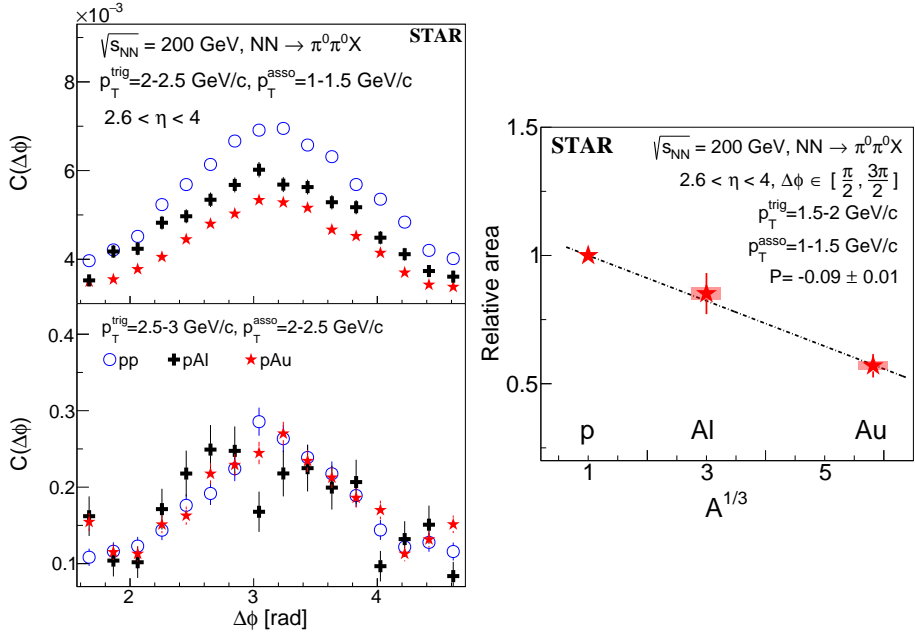 ×10⁻³
√s_NN = 200 GeV, NN → π⁰π⁰X
STAR
p_T^trig=2-2.5 GeV/c, p_T^asso=1-1.5 GeV/c
2.6 < η < 4
8
6
4
C(Δϕ)
p_T^trig=2.5-3 GeV/c, p_T^asso=2-2.5 GeV/c
pp
pAl
pAu
0.4
0.3
0.2
0.1
C(Δϕ)
2
3
4
Δϕ [rad]
STAR
√s_NN = 200 GeV, NN → π⁰π⁰X
2.6 < η < 4, Δϕ ∈ [π/2, 3π/2]
p_T^trig=1.5-2 GeV/c
p_T^asso=1-1.5 GeV/c
P= -0.09 ± 0.01
1.5
1
0.5
Relative area
p
Al
Au
1
3
5
A^1/3